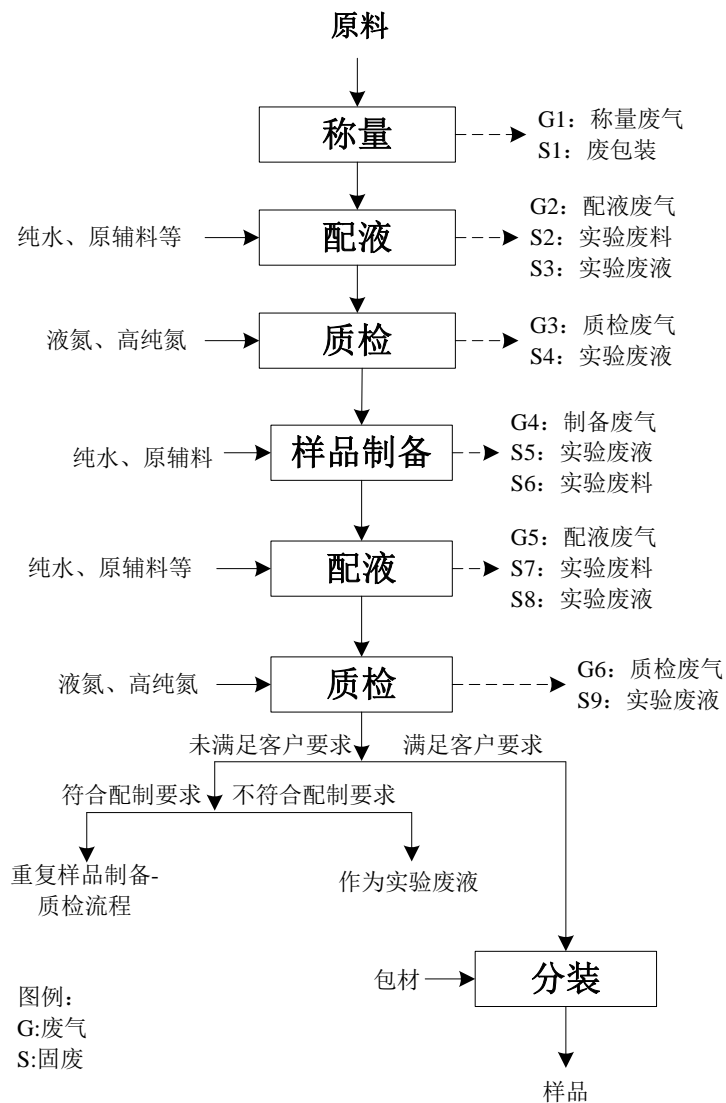 原料
称量
G1：称量废气
S1：废包装
纯水、原辅料等
配液
G2：配液废气
S2：实验废料
S3：实验废液
液氮、高纯氮
质检
G3：质检废气
S4：实验废液
纯水、原辅料
样品制备
G4：制备废气
S5：实验废液
S6：实验废料
纯水、原辅料等
配液
G5：配液废气
S7：实验废料
S8：实验废液
液氮、高纯氮
质检
G6：质检废气
S9：实验废液
未满足客户要求
满足客户要求
符合配制要求
不符合配制要求
重复样品制备-
质检流程
作为实验废液
包材
分装
样品
图例：
G:废气
S:固废